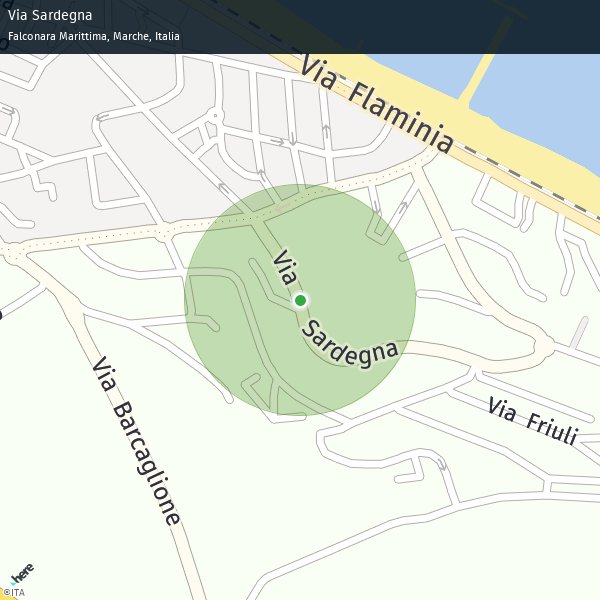 Via Sardegna
Falconara Marittima, Marche, Italia
Via Flaminia
Via Sardegna
Via Barcaglione
Via Friuli
here
©ITA